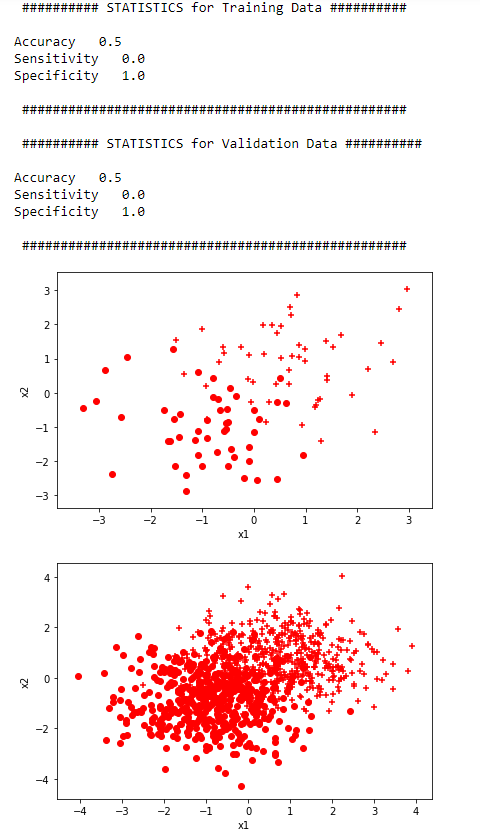 ########## STATISTICS for Training Data ##########
Accuracy 0.5
Sensitivity 0.0
Specificity 1.0
##################################################
########## STATISTICS for Validation Data ##########
Accuracy 0.5
Sensitivity 0.0
Specificity 1.0
##################################################
3
2
1
0
−1
−2
−3
x2
−3 −2 −1 0 1 2 3
x1
4
2
0
−2
−4
x2
−4 −3 −2 −1 0 1 2 3 4
x1